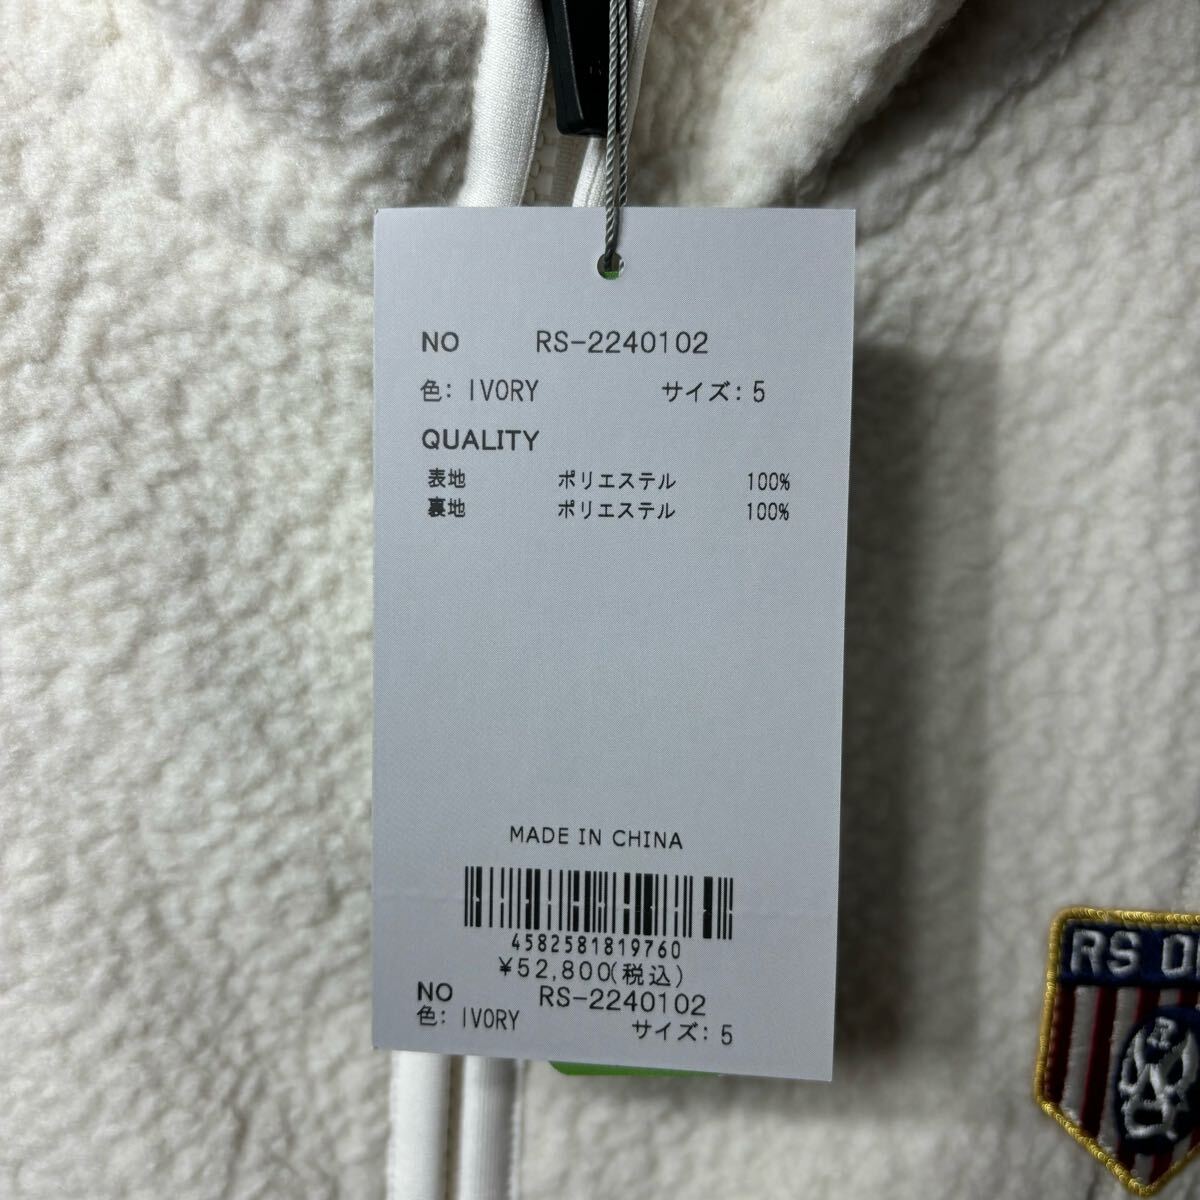 NO RS-2240102
色: IVORY サイズ: 5
QUALITY
表地 ポリエステル 100%
裏地 ポリエステル 100%
MADE IN CHINA
4582581819760
¥52,800(税込)
NO RS-2240102
色: IVORY サイズ: 5
RS